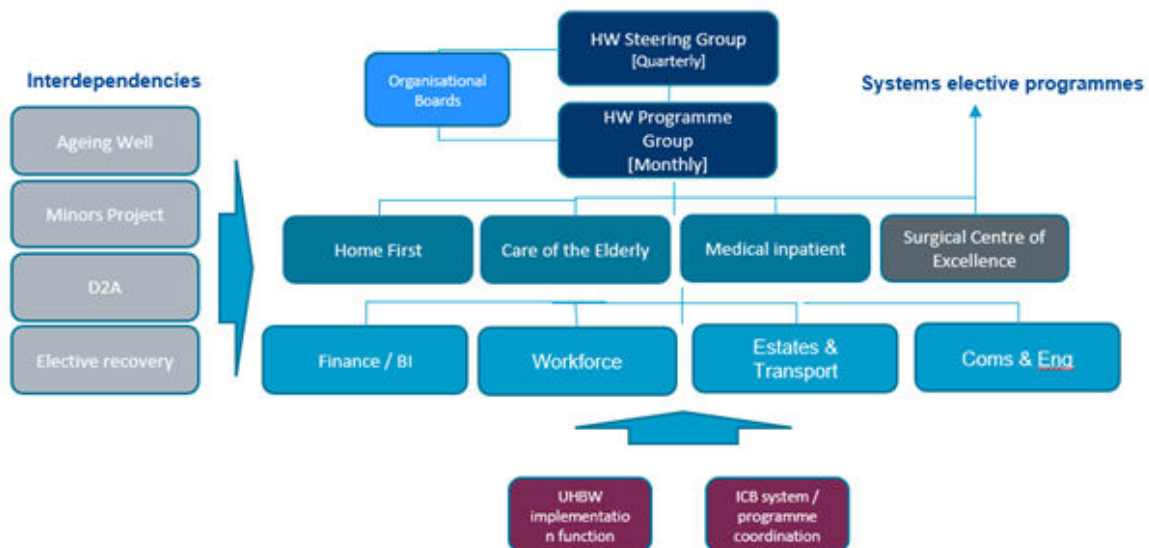 HW Steering Group
[Quarterly]
Organisational
Boards
HW Programme
Group
[Monthly]
Interdependencies
Ageing Well
Minors Project
D2A
Elective recovery
Systems elective programmes
Home First
Care of the Elderly
Medical inpatient
Surgical Centre of
Excellence
Finance / BI
Workforce
Estates &
Transport
Coms & Eng
UHBW
implementatio
n function
ICB system /
programme
coordination